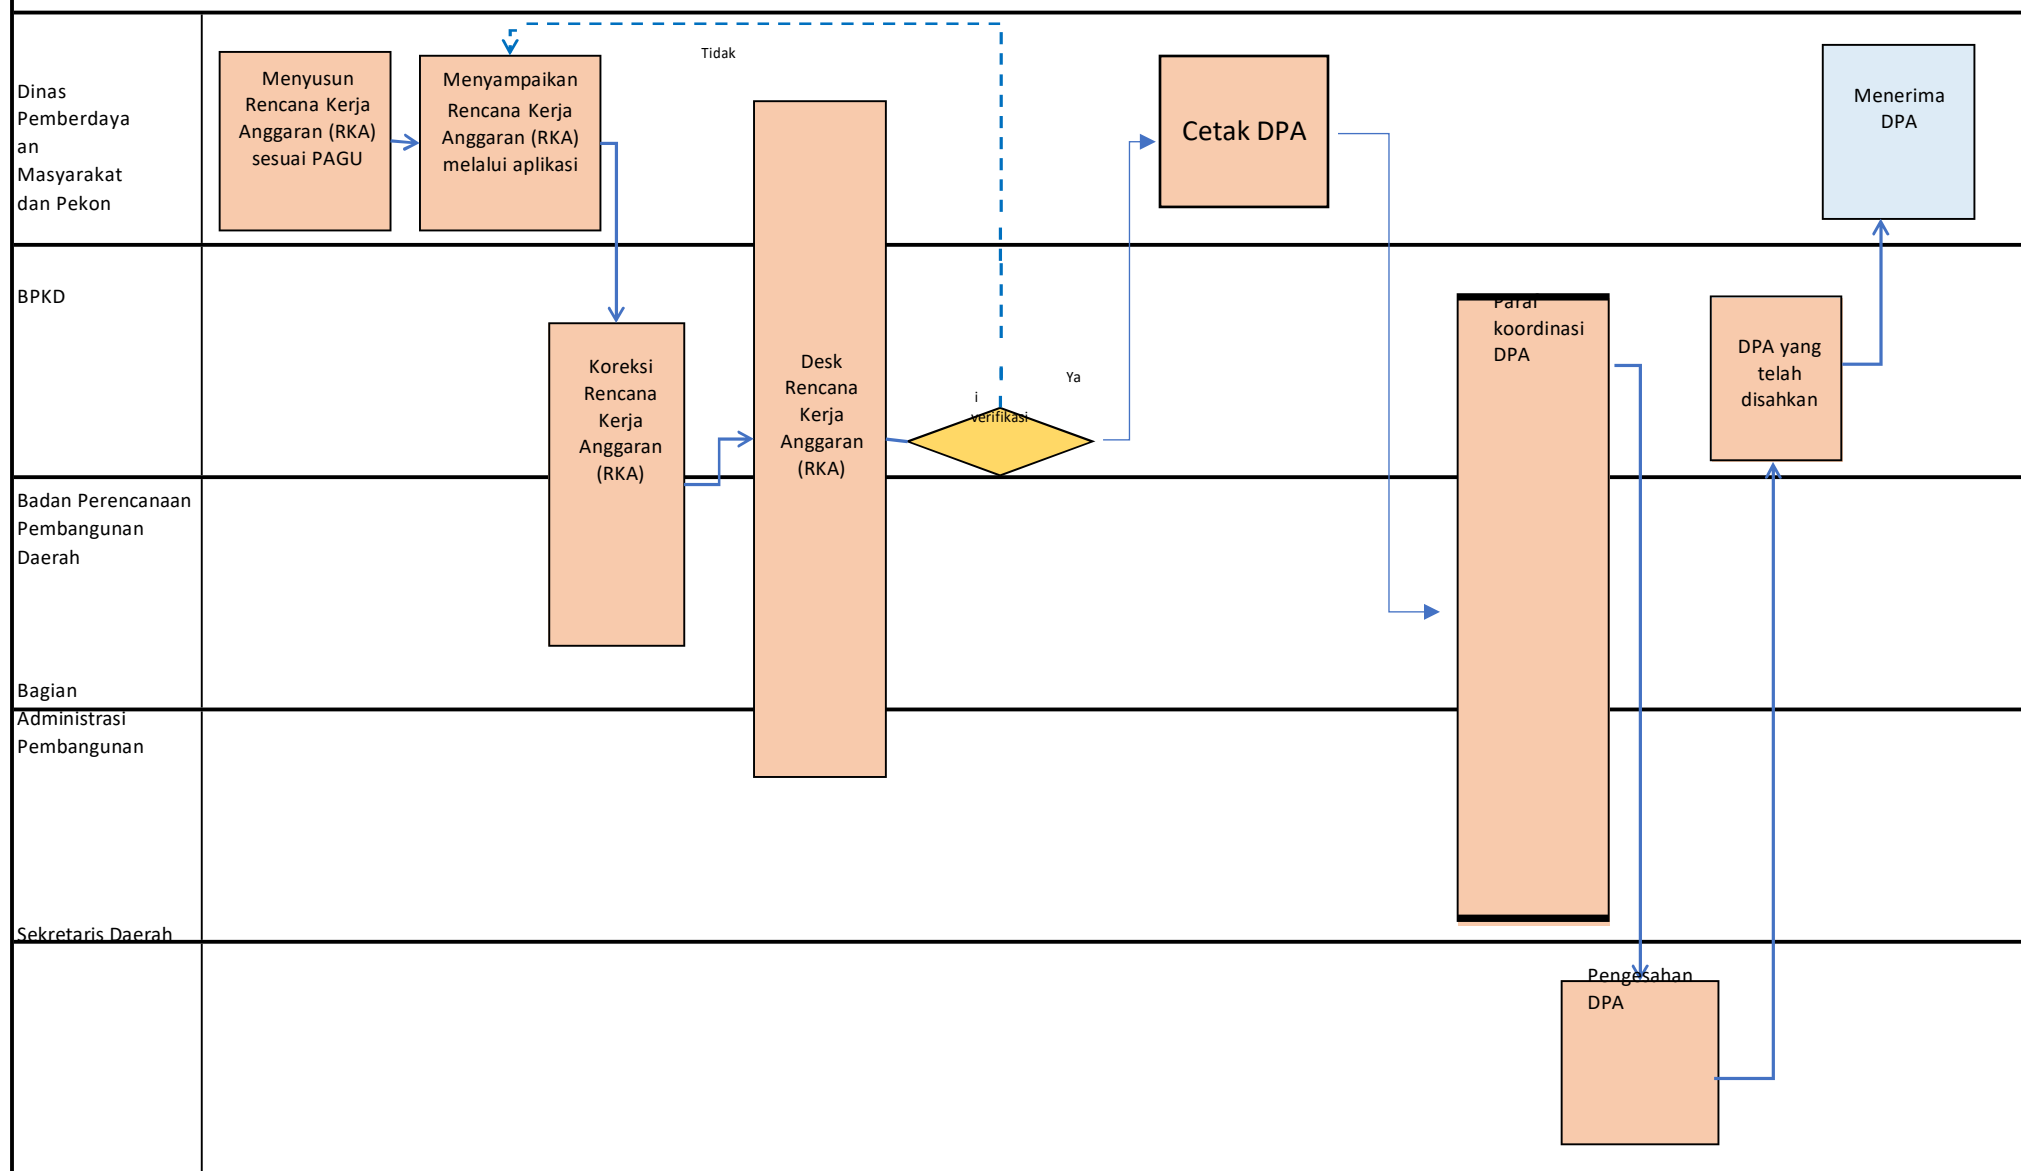 Dinas
Pemberdaya
an
Masyarakat
dan Pekon
Menyusun
Rencana Kerja
Anggaran (RKA)
sesuai PAGU
Menyampaikan
Rencana Kerja
Anggaran (RKA)
melalui aplikasi
Tidak
Cetak DPA
Menerima
DPA
BPKD
Koreksi
Rencana
Kerja
Anggaran
(RKA)
Desk
Rencana
Kerja
Anggaran
(RKA)
Ya
i
verifikasi
Paraf
koordinasi
DPA
DPA yang
telah
disahkan
Badan Perencanaan
Pembangunan
Daerah
Bagian
Administrasi
Pembangunan
Sekretaris Daerah
Pengesahan
DPA